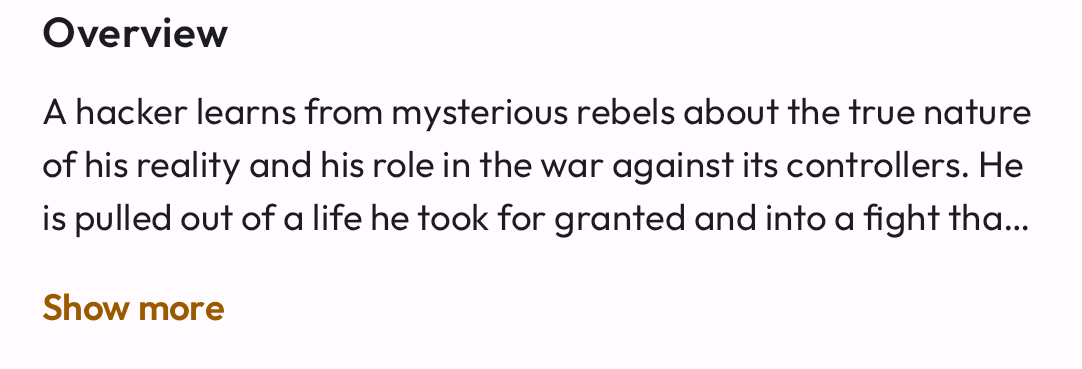 Overview
A hacker learns from mysterious rebels about the true nature
of his reality and his role in the war against its controllers. He
is pulled out of a life he took for granted and into a fight tha...
Show more